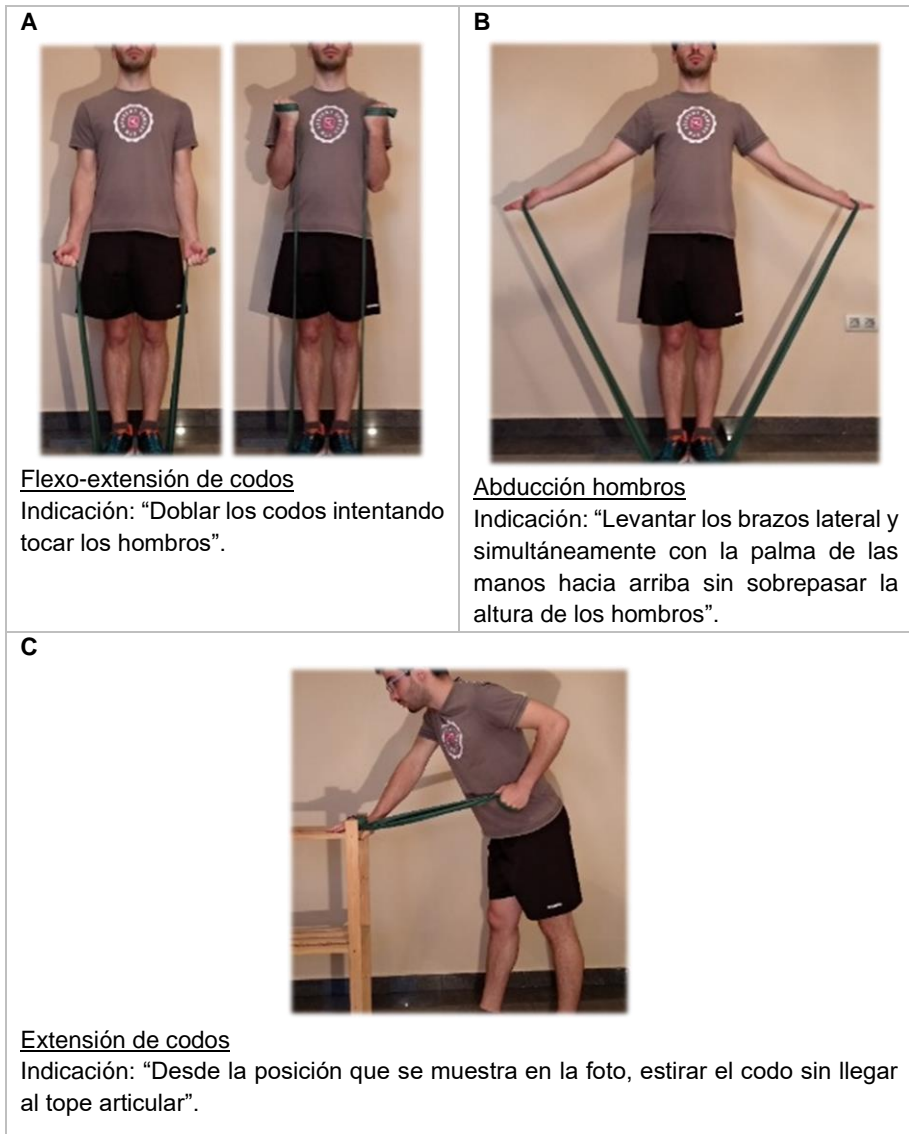 A
B
Flexo-extensión de codos
Indicación: “Doblar los codos intentando
tocar los hombros”.
Abducción hombros
Indicación: “Levantar los brazos lateral y
simultáneamente con la palma de las
manos hacia arriba sin sobrepasar la
altura de los hombros”.
C
Extensión de codos
Indicación: “Desde la posición que se muestra en la foto, estirar el codo sin llegar
al tope articular”.